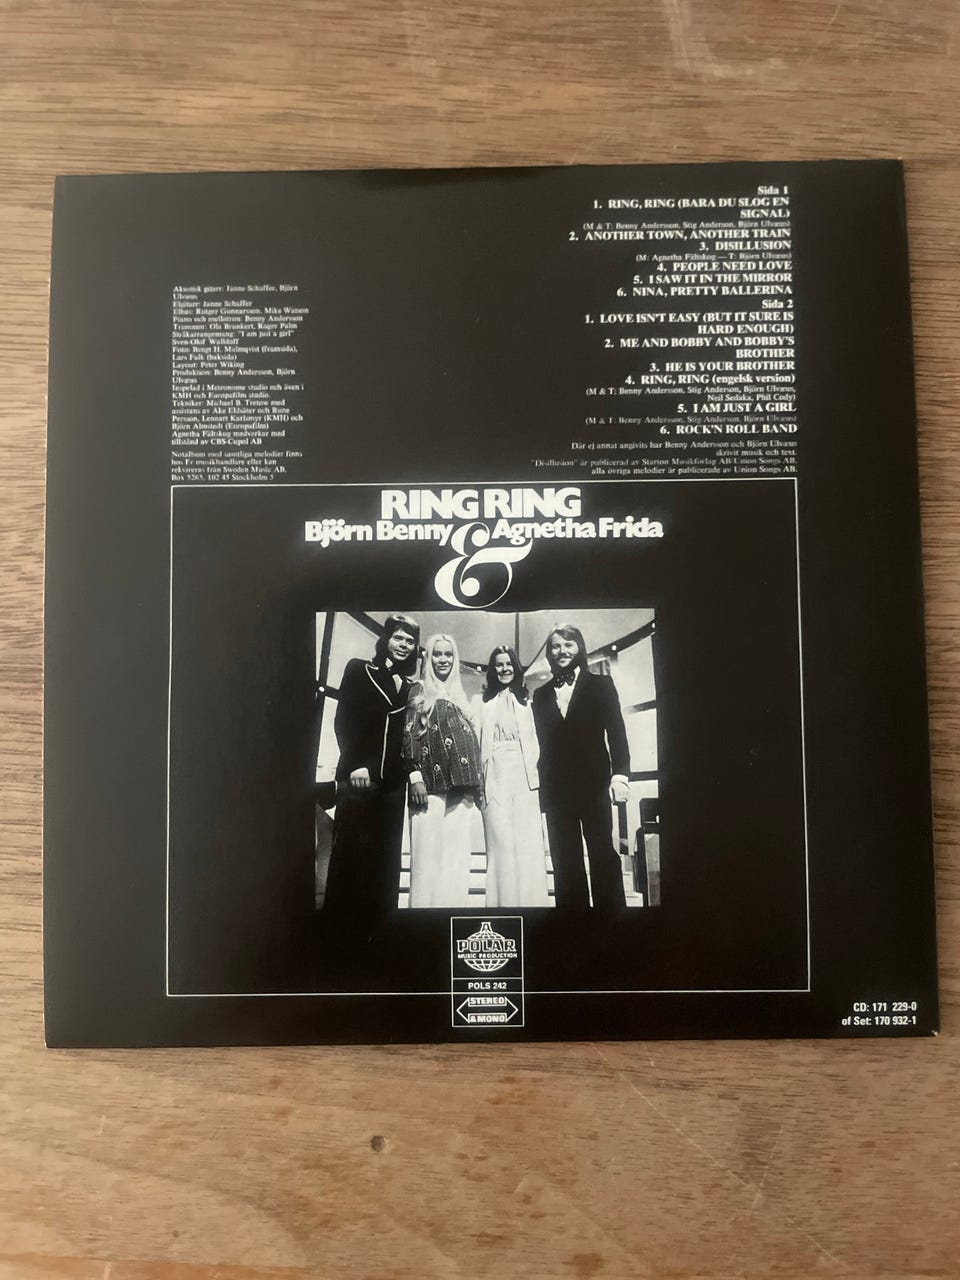 Sida 1
1. RING, RING (BARA DU SLOG EN
SIGNAL)
(M & T: Benny Andersson, Stig Anderson, Björn Ulvæus)
2. ANOTHER TOWN, ANOTHER TRAIN
3. DISILLUSION
(M: Agnetha Fältskog — T: Björn Ulvæus)
4. PEOPLE NEED LOVE
5. I SAW IT IN THE MIRROR
6. NINA, PRETTY BALLERINA
Sida 2
1. LOVE ISN'T EASY (BUT IT SURE IS
HARD ENOUGH)
2. ME AND BOBBY AND BOBBY'S
BROTHER
3. HE IS YOUR BROTHER
4. RING, RING (engelsk version)
(M & T: Benny Andersson, Stig Anderson, Björn Ulvæus,
Neil Sedaka, Phil Cody)
5. I AM JUST A GIRL
(M & T: Benny Andersson, Stig Anderson, Björn Ulvæus)
6. ROCK'N ROLL BAND
Där ej annat angivits har Benny Andersson och Björn Ulvæus
skrivit musik och text.
"Disillusion" är publicerad av Starton Musikförlag AB/Union Songs AB,
alla övriga melodier är publicerade av Union Songs AB.
Akustisk gitarr: Janne Schaffer, Björn
Ulvæus
Elgitarr: Janne Schaffer
Elbas: Rutger Gunnarsson, Mike Watson
Piano och mellotron: Benny Andersson
Trummor: Ola Brunkert, Roger Palm
Stråkarrangemang: "I am just a girl"
Sven-Olof Walldoff
Foto: Bengt H. Malmqvist (framsida),
Lars Falk (baksida)
Layout: Peter Wiking
Produktion: Benny Andersson, Björn
Ulvæus
Inspelad i Metronome studio och även i
KMH och Europafilm studio.
Tekniker: Michael B. Tretow med
assistans av Åke Eldsäter och Rune
Persson, Lennart Karlsmyr (KMH) och
Björn Almstedt (Europafilm)
Agnetha Fältskog medverkar med
tillstånd av CBS-Cupol AB
Notalbum med samtliga melodier finns
hos Er musikhandlare eller kan
rekvireras från Sweden Music AB,
Box 5265, 102 45 Stockholm 5
RING RING
Björn Benny & Agnetha Frida
A
POLAR
MUSIC PRODUCTION
POLS 242
STEREO
& MONO
CD: 171 229-0
of Set: 170 932-1